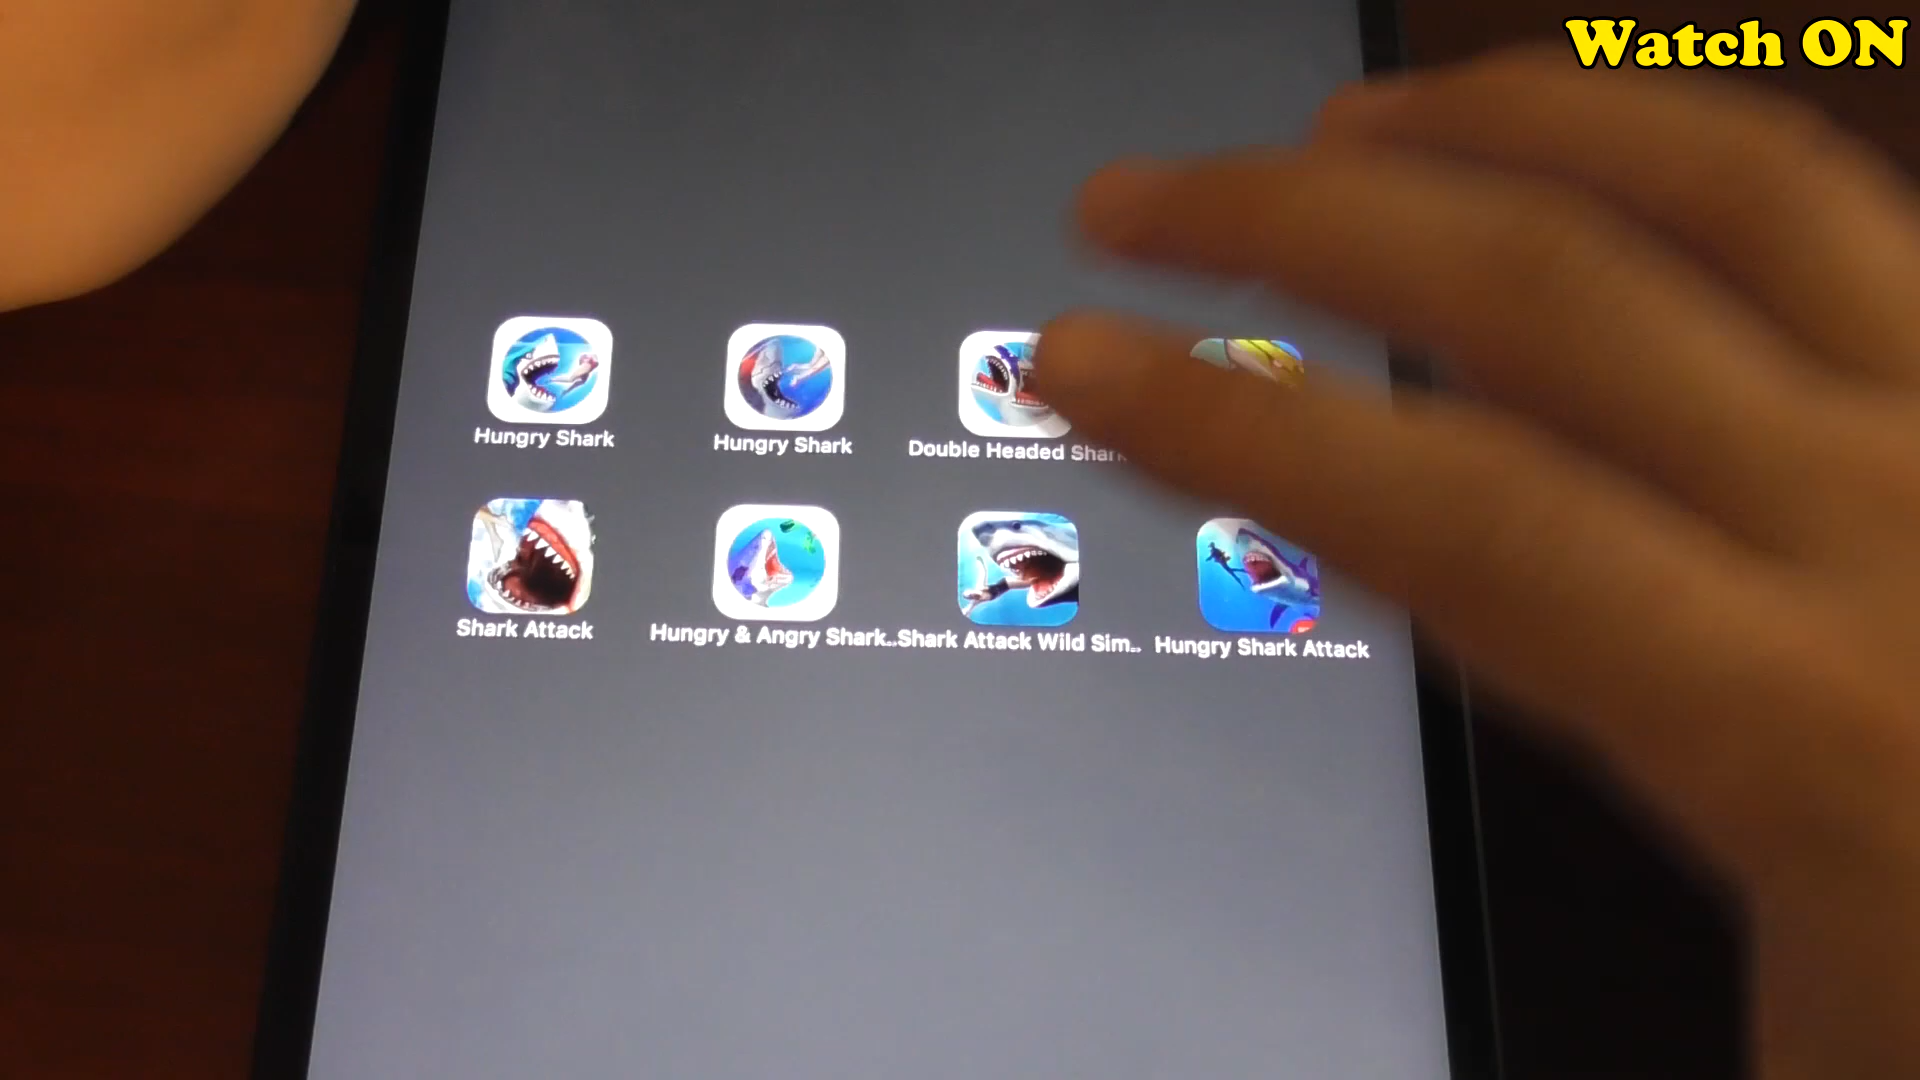 Watch ON
Hungry Shark
Hungry Shark
Double Headed Shark
Shark Attack
Hungry & Angry Shark..
Shark Attack Wild Sim..
Hungry Shark Attack